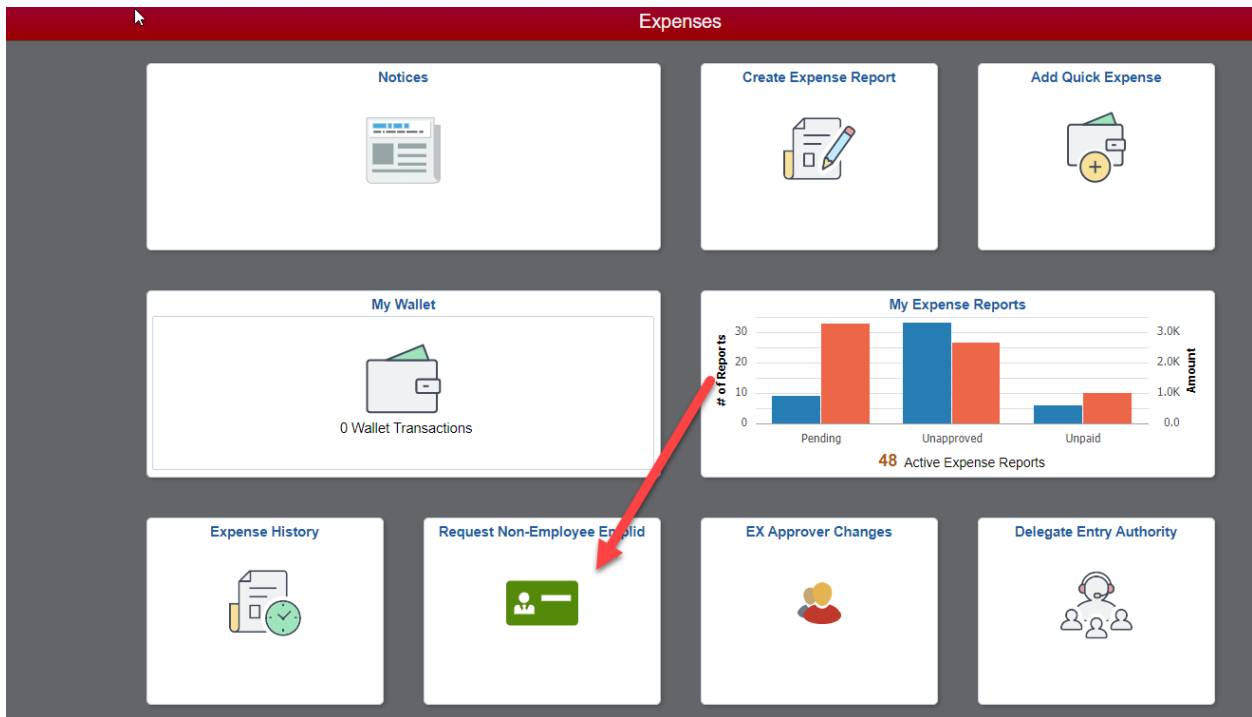 Expenses
Notices
Create Expense Report
Add Quick Expense
My Wallet
0 Wallet Transactions
My Expense Reports
# of Reports
30
20
10
0
3.0K
2.0K
1.0K
0.0
Amount
Pending
Unapproved
Unpaid
48 Active Expense Reports
Expense History
Request Non-Employee Emplid
EX Approver Changes
Delegate Entry Authority